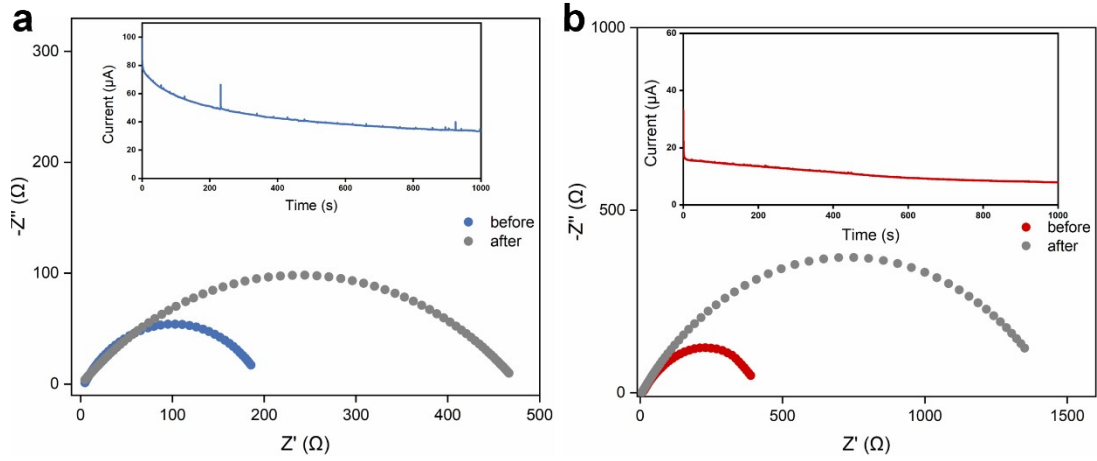 a
300
200
100
0
-Z'' (Ω)
0 100 200 300 400 500
Z' (Ω)
100
80
60
40
20
0
Current (µA)
0 200 400 600 800 1000
Time (s)
before
after
b
1000
500
0
-Z'' (Ω)
0 500 1000 1500
Z' (Ω)
60
40
20
0
Current (µA)
0 200 400 600 800 1000
Time (s)
before
after